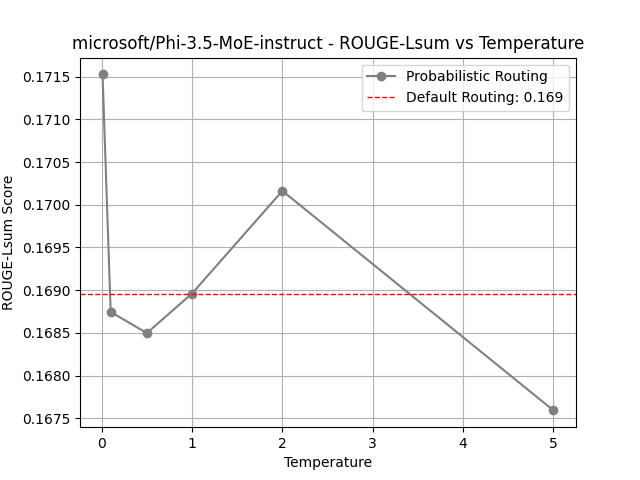 microsoft/Phi-3.5-MoE-instruct - ROUGE-Lsum vs Temperature
Probabilistic Routing
Default Routing: 0.169
ROUGE-Lsum Score
0.1715
0.1710
0.1705
0.1700
0.1695
0.1690
0.1685
0.1680
0.1675
0 1 2 3 4 5
Temperature